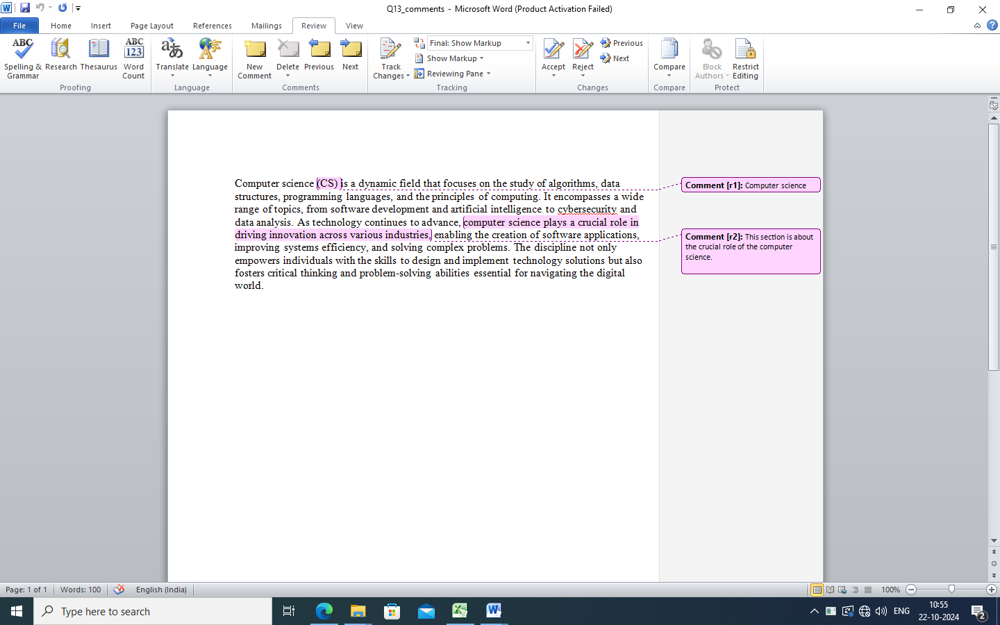 Q13_comments - Microsoft Word (Product Activation Failed)
File Home Insert Page Layout References Mailings Review View
Spelling & Grammar
Research
Thesaurus
Word Count
Proofing
Translate
Language
Language
New Comment
Delete
Previous
Next
Comments
Track Changes
Final: Show Markup
Show Markup
Reviewing Pane
Tracking
Accept
Reject
Previous
Next
Changes
Compare
Compare
Block Authors
Restrict Editing
Protect
Computer science (CS) is a dynamic field that focuses on the study of algorithms, data
structures, programming languages, and the principles of computing. It encompasses a wide
range of topics, from software development and artificial intelligence to cybersecurity and
data analysis. As technology continues to advance, computer science plays a crucial role in
driving innovation across various industries, enabling the creation of software applications,
improving systems efficiency, and solving complex problems. The discipline not only
empowers individuals with the skills to design and implement technology solutions but also
fosters critical thinking and problem-solving abilities essential for navigating the digital
world.
Comment [r1]: Computer science
Comment [r2]: This section is about
the crucial role of the computer
science.
Page: 1 of 1 Words: 100 English (India) 100%
Type here to search
ENG
10:55
22-10-2024
2